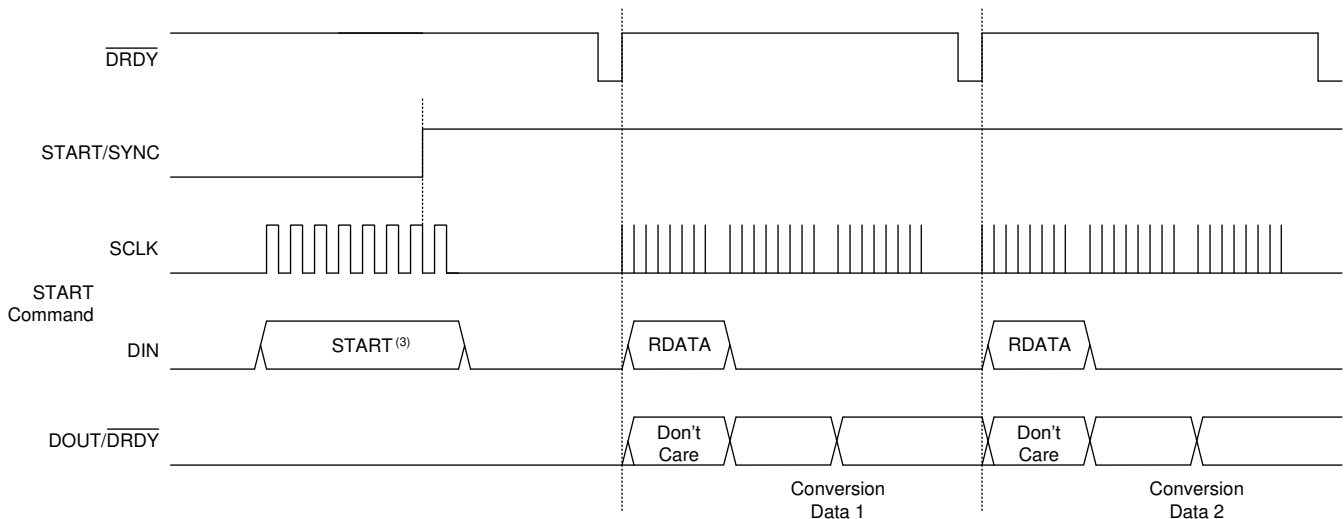 DRDY
START/SYNC
SCLK
START
Command
DIN
START (3)
RDATA
RDATA
DOUT/DRDY
Don't
Care
Don't
Care
Conversion
Data 1
Conversion
Data 2